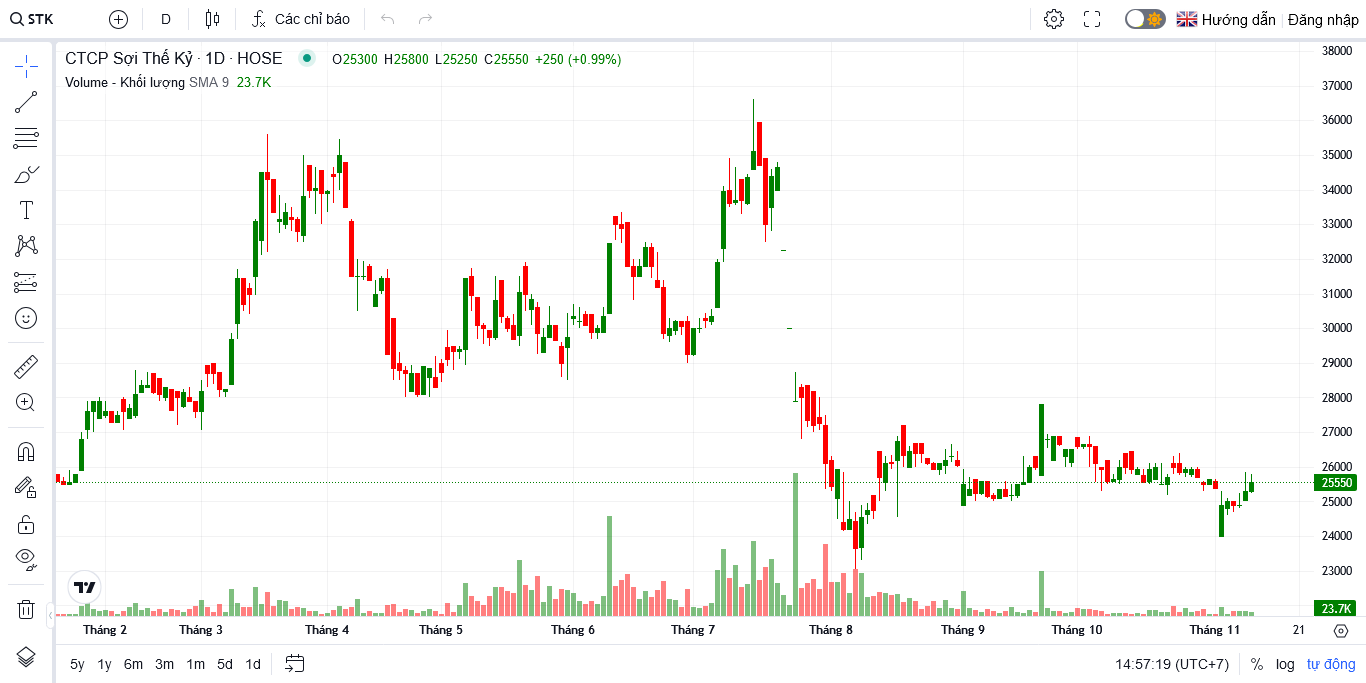 STK D Các chỉ báo Hướng dẫn Đăng nhập
CTCP Sợi Thế Kỷ · 1D · HOSE O25300 H25800 L25250 C25550 +250 (+0.99%)
Volume - Khối lượng SMA 9 23.7K
38000
37000
36000
35000
34000
33000
32000
31000
30000
29000
28000
27000
26000
25550
25000
24000
23000
23.7K
Tháng 2 Tháng 3 Tháng 4 Tháng 5 Tháng 6 Tháng 7 Tháng 8 Tháng 9 Tháng 10 Tháng 11 21
5y 1y 6m 3m 1m 5d 1d 14:57:19 (UTC+7) % log tự động